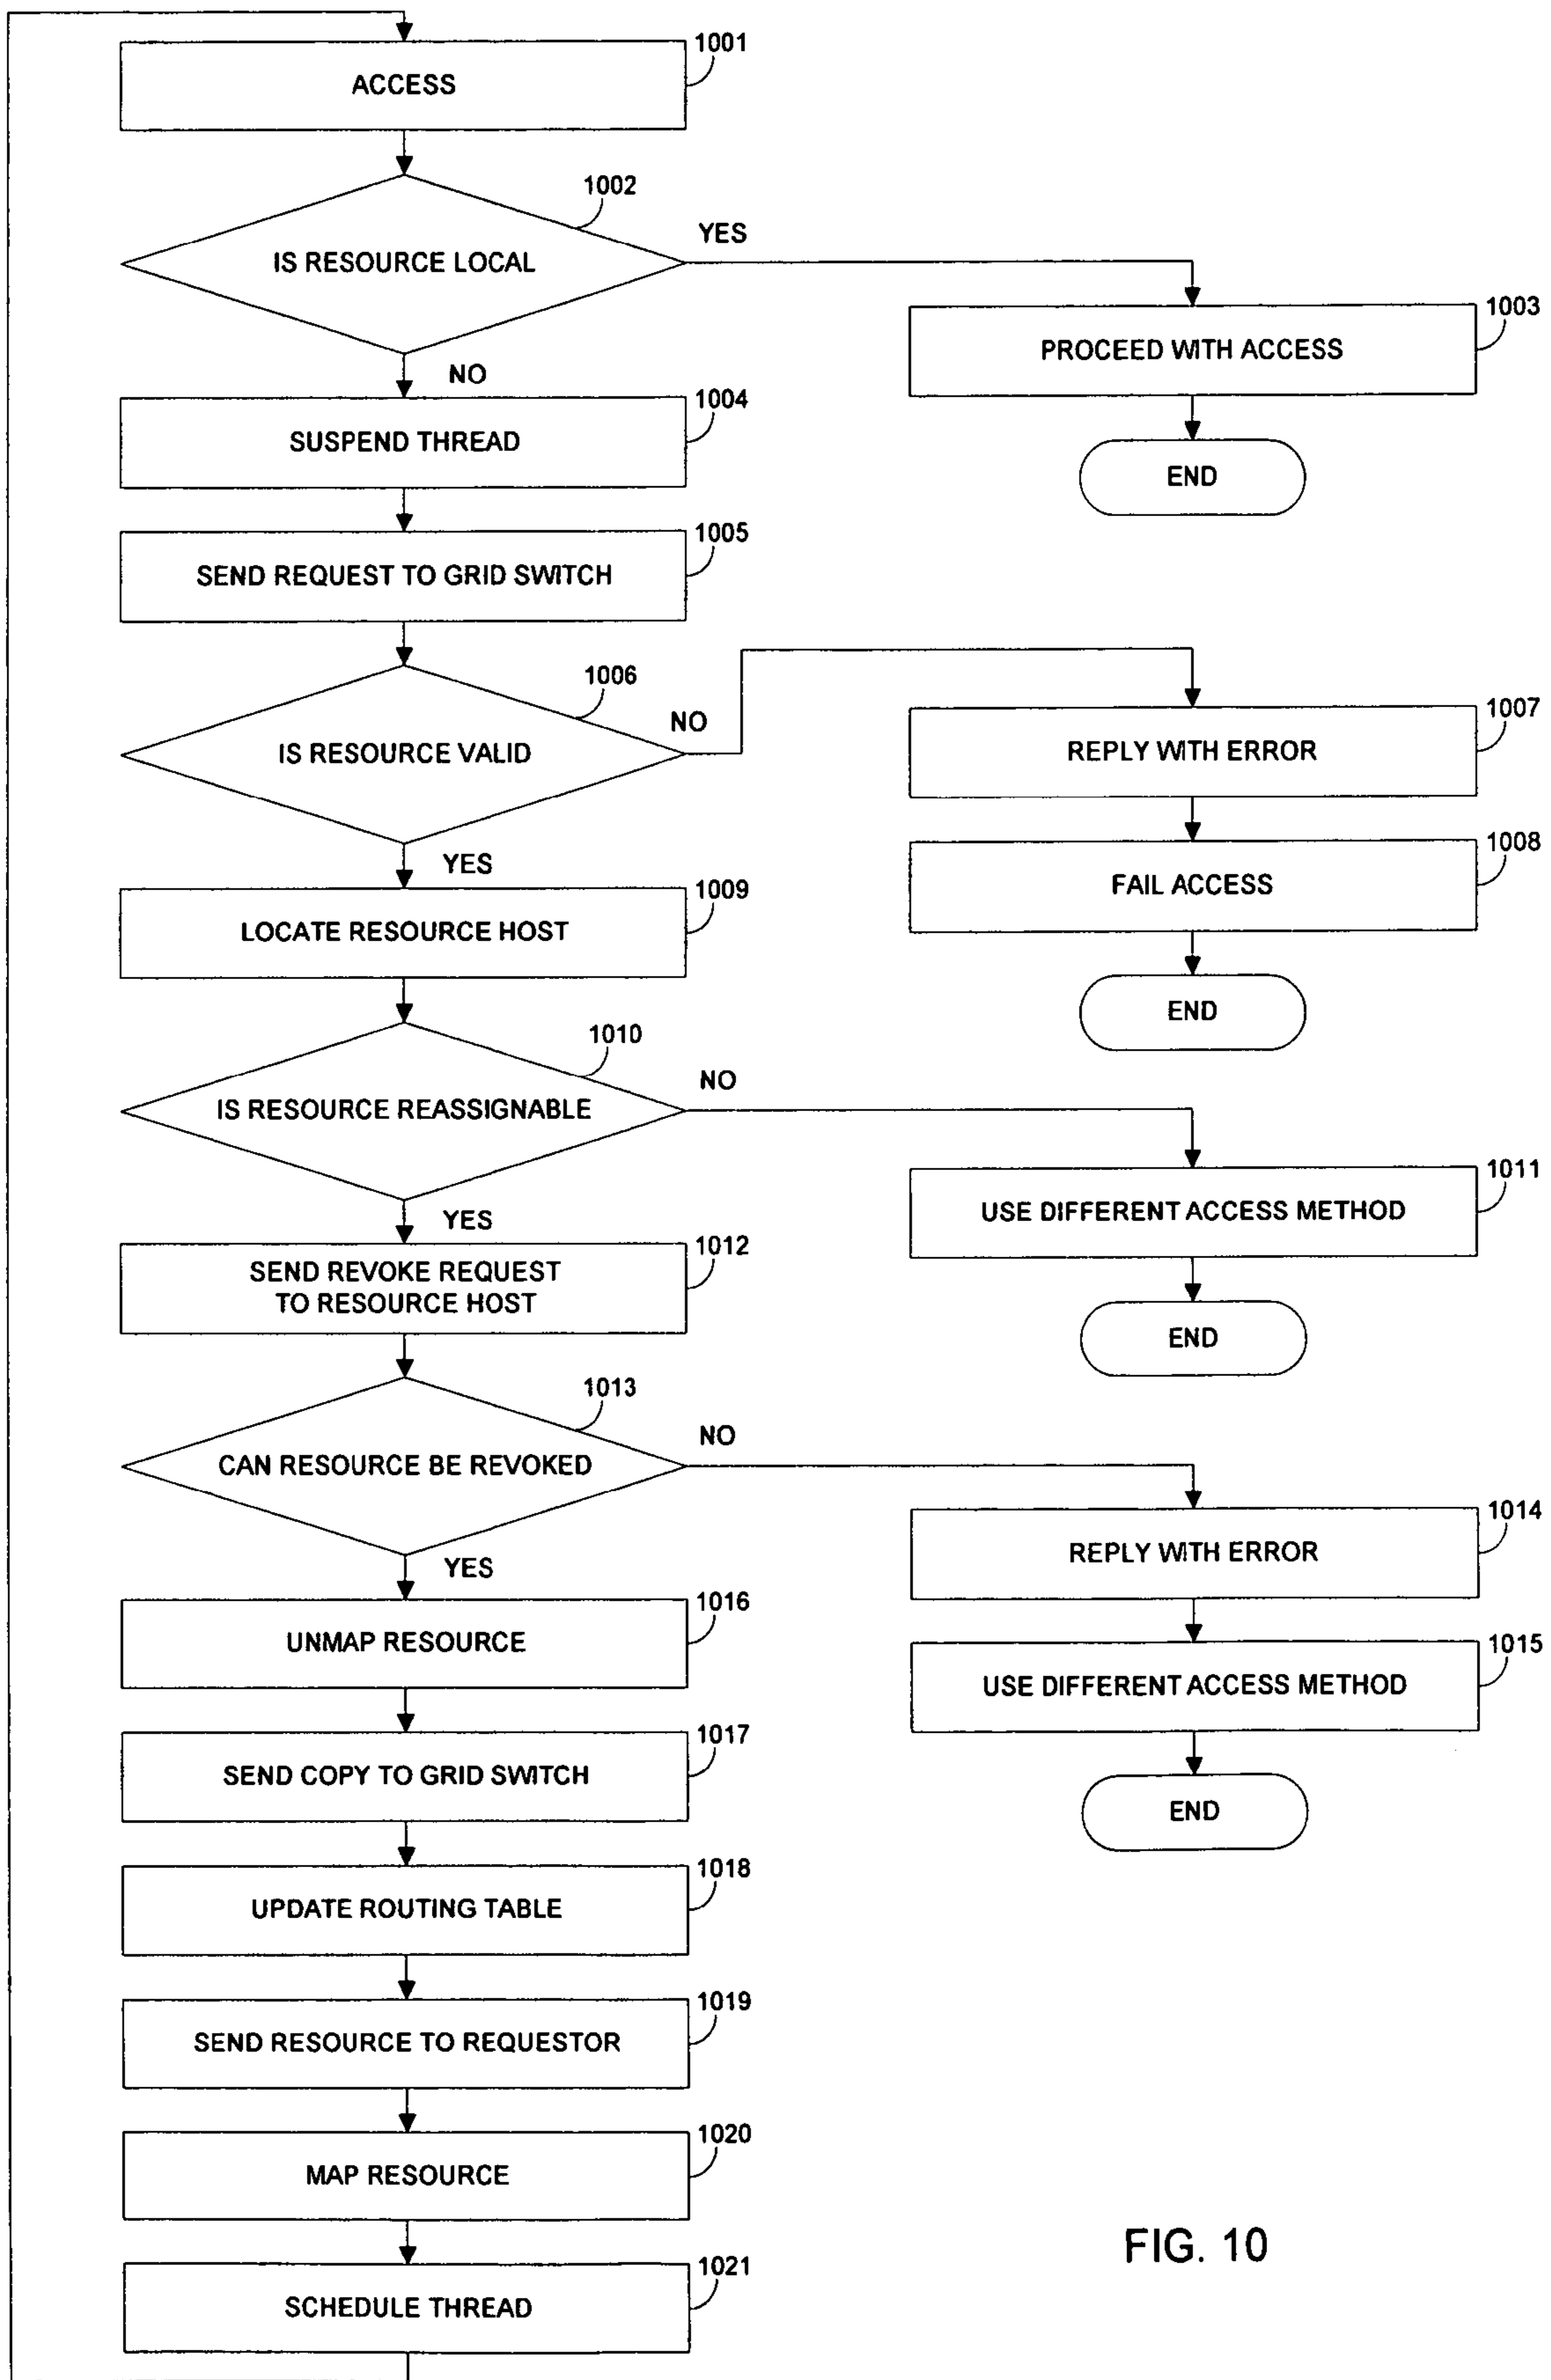 1001
ACCESS
1002
YES
IS RESOURCE LOCAL
1003
PROCEED WITH ACCESS
NO
1004
SUSPEND THREAD
END
1005
SEND REQUEST TO GRID SWITCH
1006
NO
IS RESOURCE VALID
1007
REPLY WITH ERROR
YES
1008
FAIL ACCESS
1009
LOCATE RESOURCE HOST
END
1010
NO
IS RESOURCE REASSIGNABLE
1011
USE DIFFERENT ACCESS METHOD
YES
1012
SEND REVOKE REQUEST
TO RESOURCE HOST
END
1013
NO
CAN RESOURCE BE REVOKED
1014
REPLY WITH ERROR
YES
1016
UNMAP RESOURCE
1015
USE DIFFERENT ACCESS METHOD
1017
SEND COPY TO GRID SWITCH
END
1018
UPDATE ROUTING TABLE
1019
SEND RESOURCE TO REQUESTOR
1020
MAP RESOURCE
1021
SCHEDULE THREAD
FIG. 10